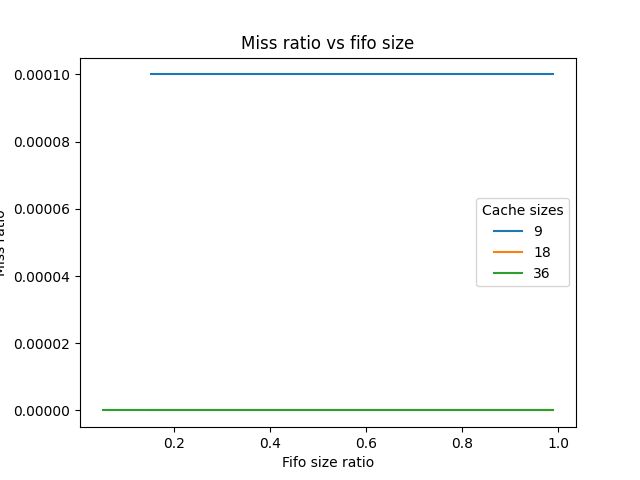 Miss ratio vs fifo size
0.00010
0.00008
0.00006
0.00004
0.00002
0.00000
Miss ratio
Cache sizes
9
18
36
0.2 0.4 0.6 0.8 1.0
Fifo size ratio